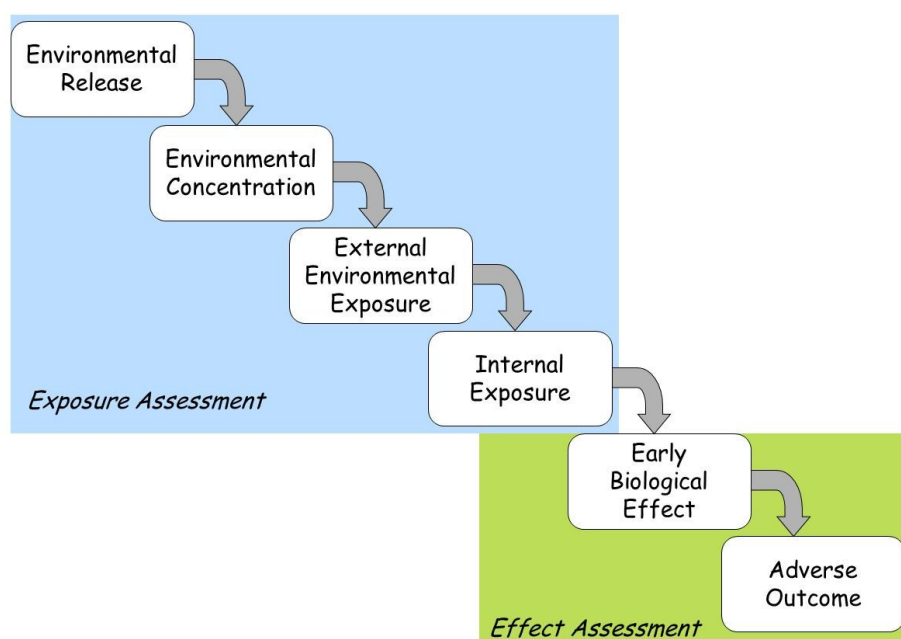 Environmental
Release
Environmental
Concentration
External
Environmental
Exposure
Internal
Exposure
Exposure Assessment
Early
Biological
Effect
Adverse
Outcome
Effect Assessment